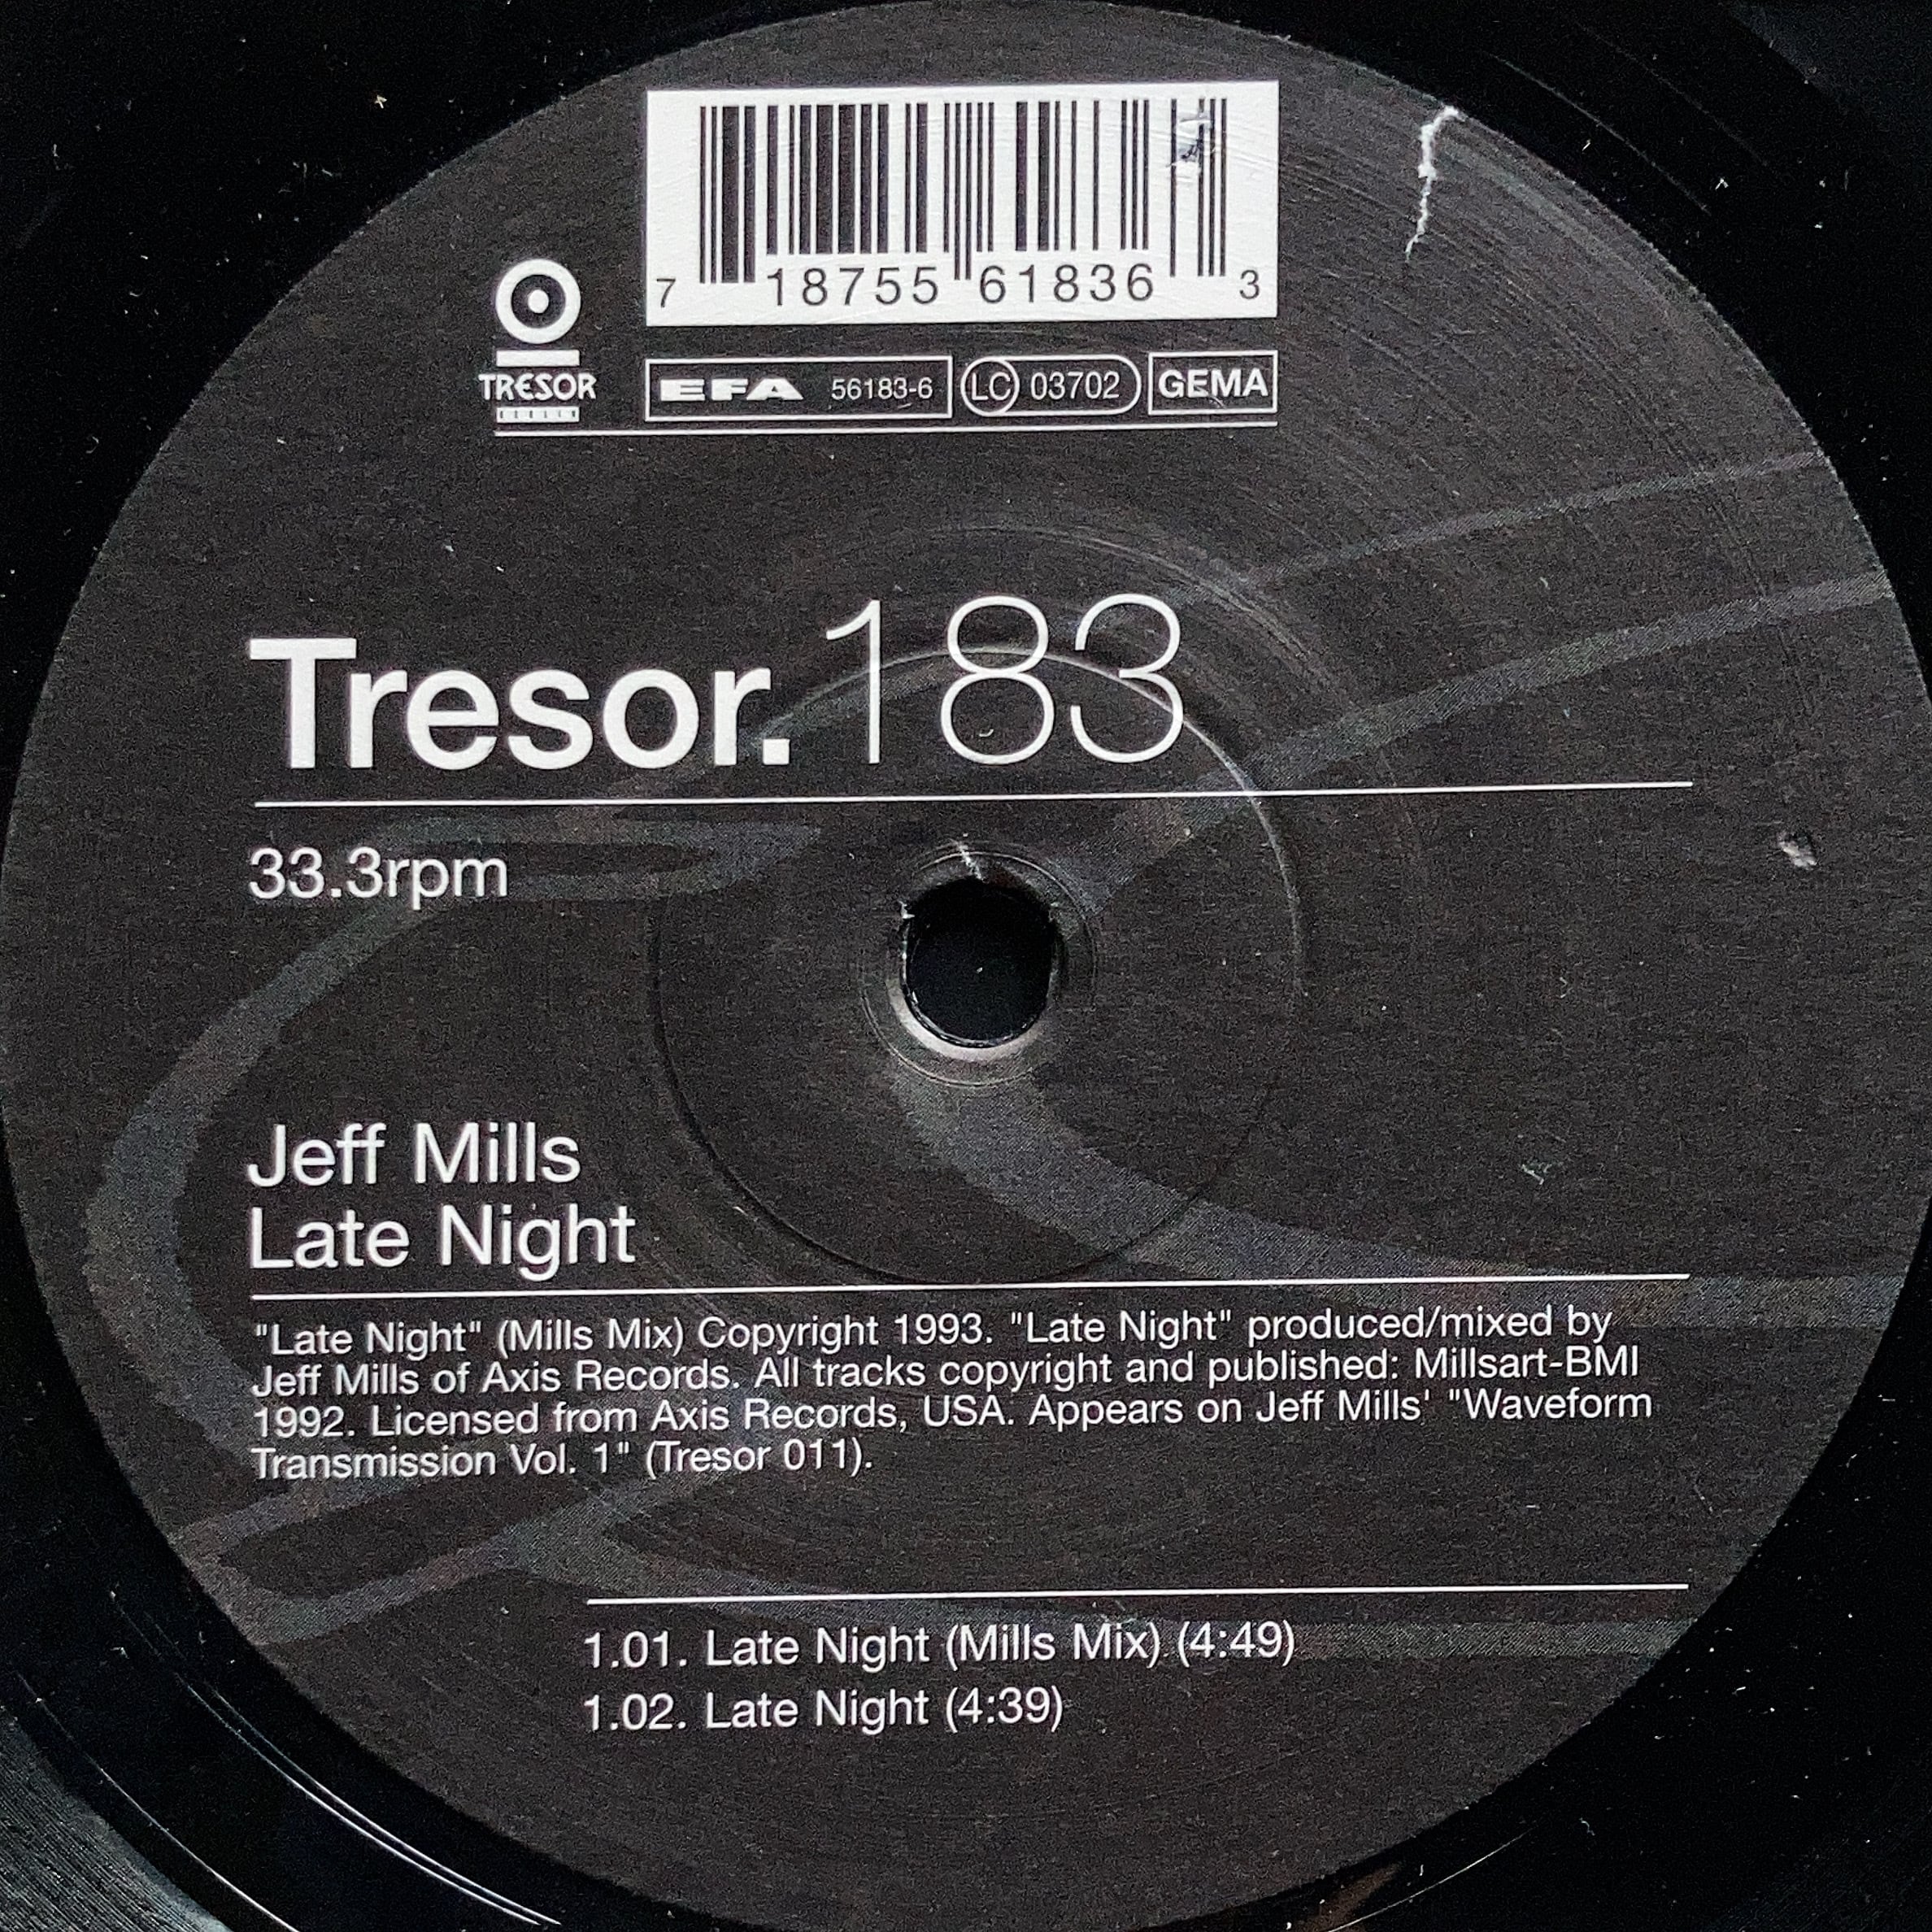 7 18755 61836 3
TRESOR
BERLIN
EFA 56183-6 LC 03702 GEMA
Tresor.183
33.3rpm
Jeff Mills
Late Night
"Late Night" (Mills Mix) Copyright 1993. "Late Night" produced/mixed by
Jeff Mills of Axis Records. All tracks copyright and published: Millsart-BMI
1992. Licensed from Axis Records, USA. Appears on Jeff Mills' "Waveform
Transmission Vol. 1" (Tresor 011).
1.01. Late Night (Mills Mix) (4:49)
1.02. Late Night (4:39)